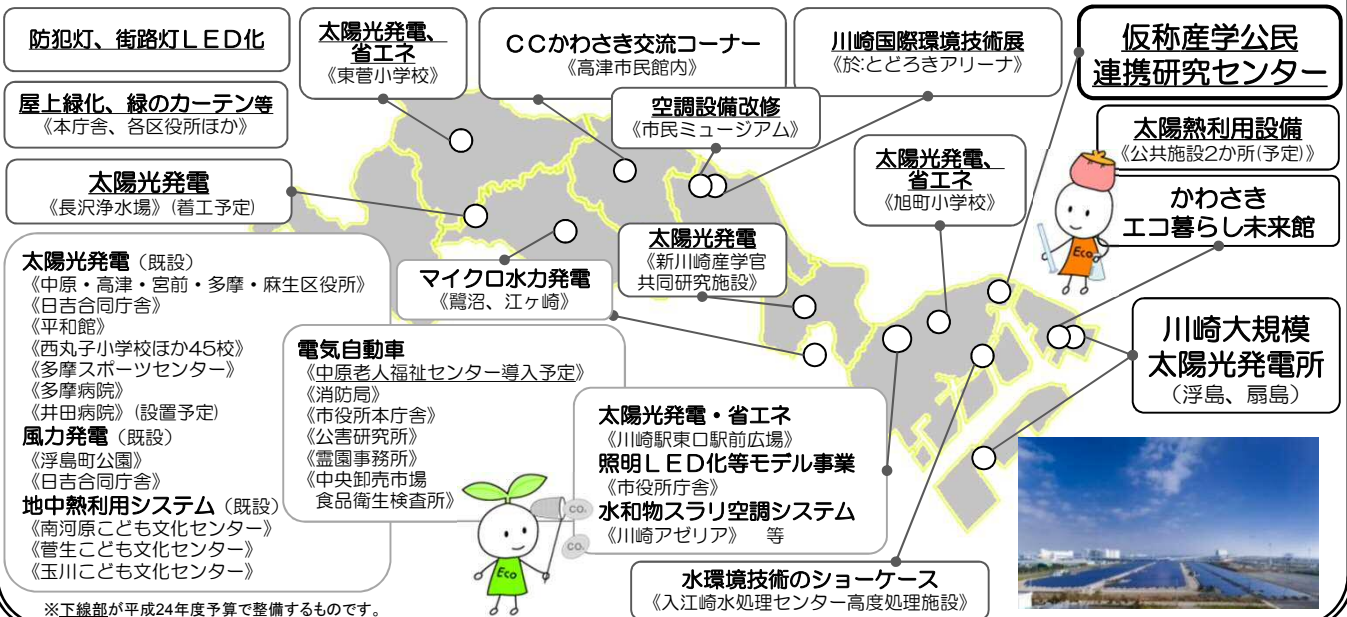 防犯灯、街路灯ＬＥＤ化
屋上緑化、緑のカーテン等
《本庁舎、各区役所ほか》
太陽光発電、
省エネ
《東菅小学校》
ＣＣかわさき交流コーナー
《高津市民館内》
川崎国際環境技術展
《於:とどろきアリーナ》
仮称産学公民
連携研究センター
空調設備改修
《市民ミュージアム》
太陽熱利用設備
《公共施設2か所(予定)》
太陽光発電、
省エネ
《旭町小学校》
太陽光発電
《長沢浄水場》(着工予定)
かわさき
エコ暮らし未来館
太陽光発電
《新川崎産学官
共同研究施設》
マイクロ水力発電
《鷺沼、江ヶ崎》
川崎大規模
太陽光発電所
(浮島、扇島)
太陽光発電（既設）
《中原・高津・宮前・多摩・麻生区役所》
《日吉合同庁舎》
《平和館》
《西丸子小学校ほか45校》
《多摩スポーツセンター》
《多摩病院》
《井田病院》(設置予定)
風力発電（既設）
《浮島町公園》
《日吉合同庁舎》
地中熱利用システム（既設）
《南河原こども文化センター》
《菅生こども文化センター》
《玉川こども文化センター》
電気自動車
《中原老人福祉センター導入予定》
《消防局》
《市役所本庁舎》
《公害研究所》
《霊園事務所》
《中央卸売市場
食品衛生検査所》
太陽光発電・省エネ
《川崎駅東口駅前広場》
照明ＬＥＤ化等モデル事業
《市役所庁舎》
水和物スラリ空調システム
《川崎アゼリア》　等
水環境技術のショーケース
《入江崎水処理センター高度処理施設》
Eco
Eco
CO₂
CO₂
※下線部が平成24年度予算で整備するものです。